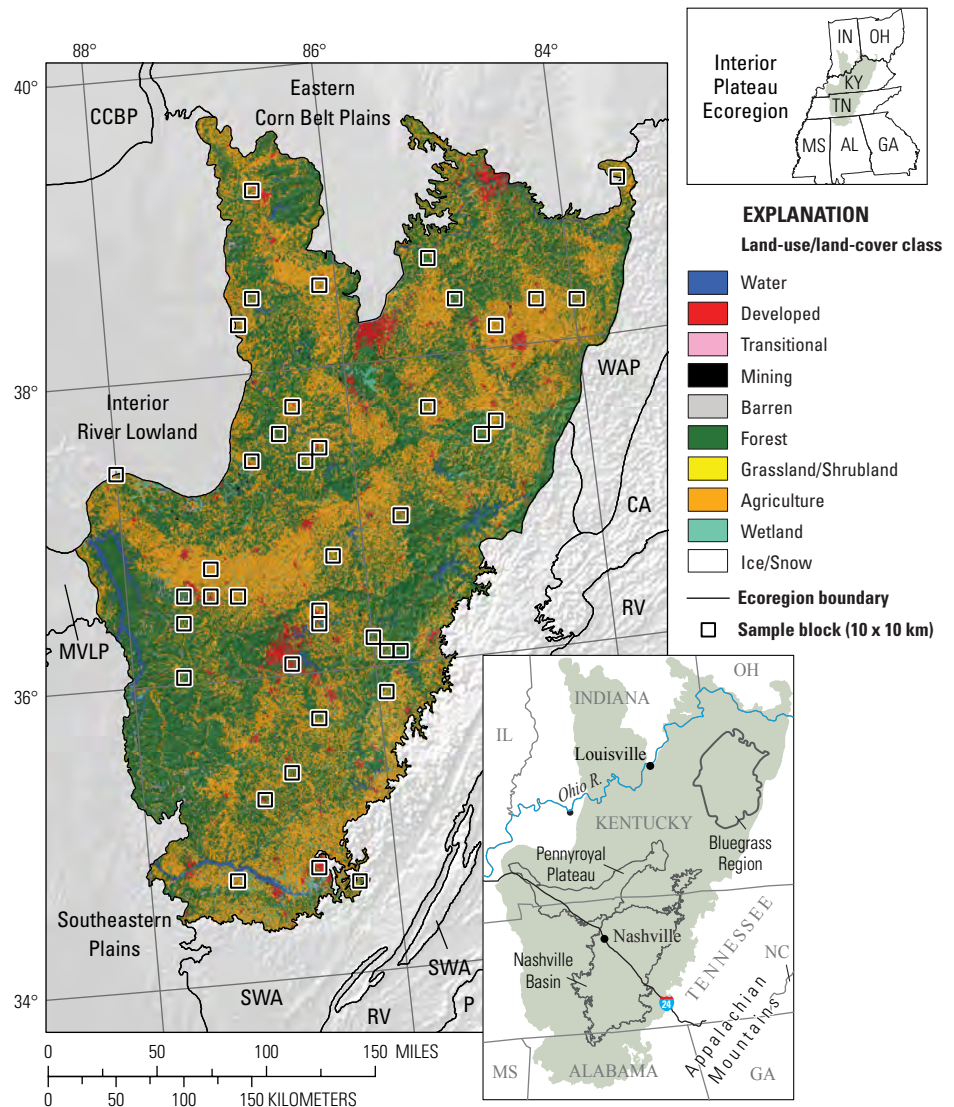 88°
86°
84°
40°
38°
36°
34°
CCBP
Eastern
Corn Belt Plains
Interior
River Lowland
WAP
CA
RV
MVLP
Southeastern
Plains
SWA
RV
SWA
P
0 50 100 150 MILES
0 50 100 150 KILOMETERS
Interior
Plateau
Ecoregion
IN
OH
KY
TN
MS
AL
GA
EXPLANATION
Land-use/land-cover class
Water
Developed
Transitional
Mining
Barren
Forest
Grassland/Shrubland
Agriculture
Wetland
Ice/Snow
Ecoregion boundary
Sample block (10 x 10 km)
OH
INDIANA
IL
Louisville
Ohio R.
KENTUCKY
Bluegrass
Region
Pennyroyal
Plateau
TENNESSEE
Nashville
NC
Nashville
Basin
24
Appalachian
Mountains
MS
ALABAMA
GA